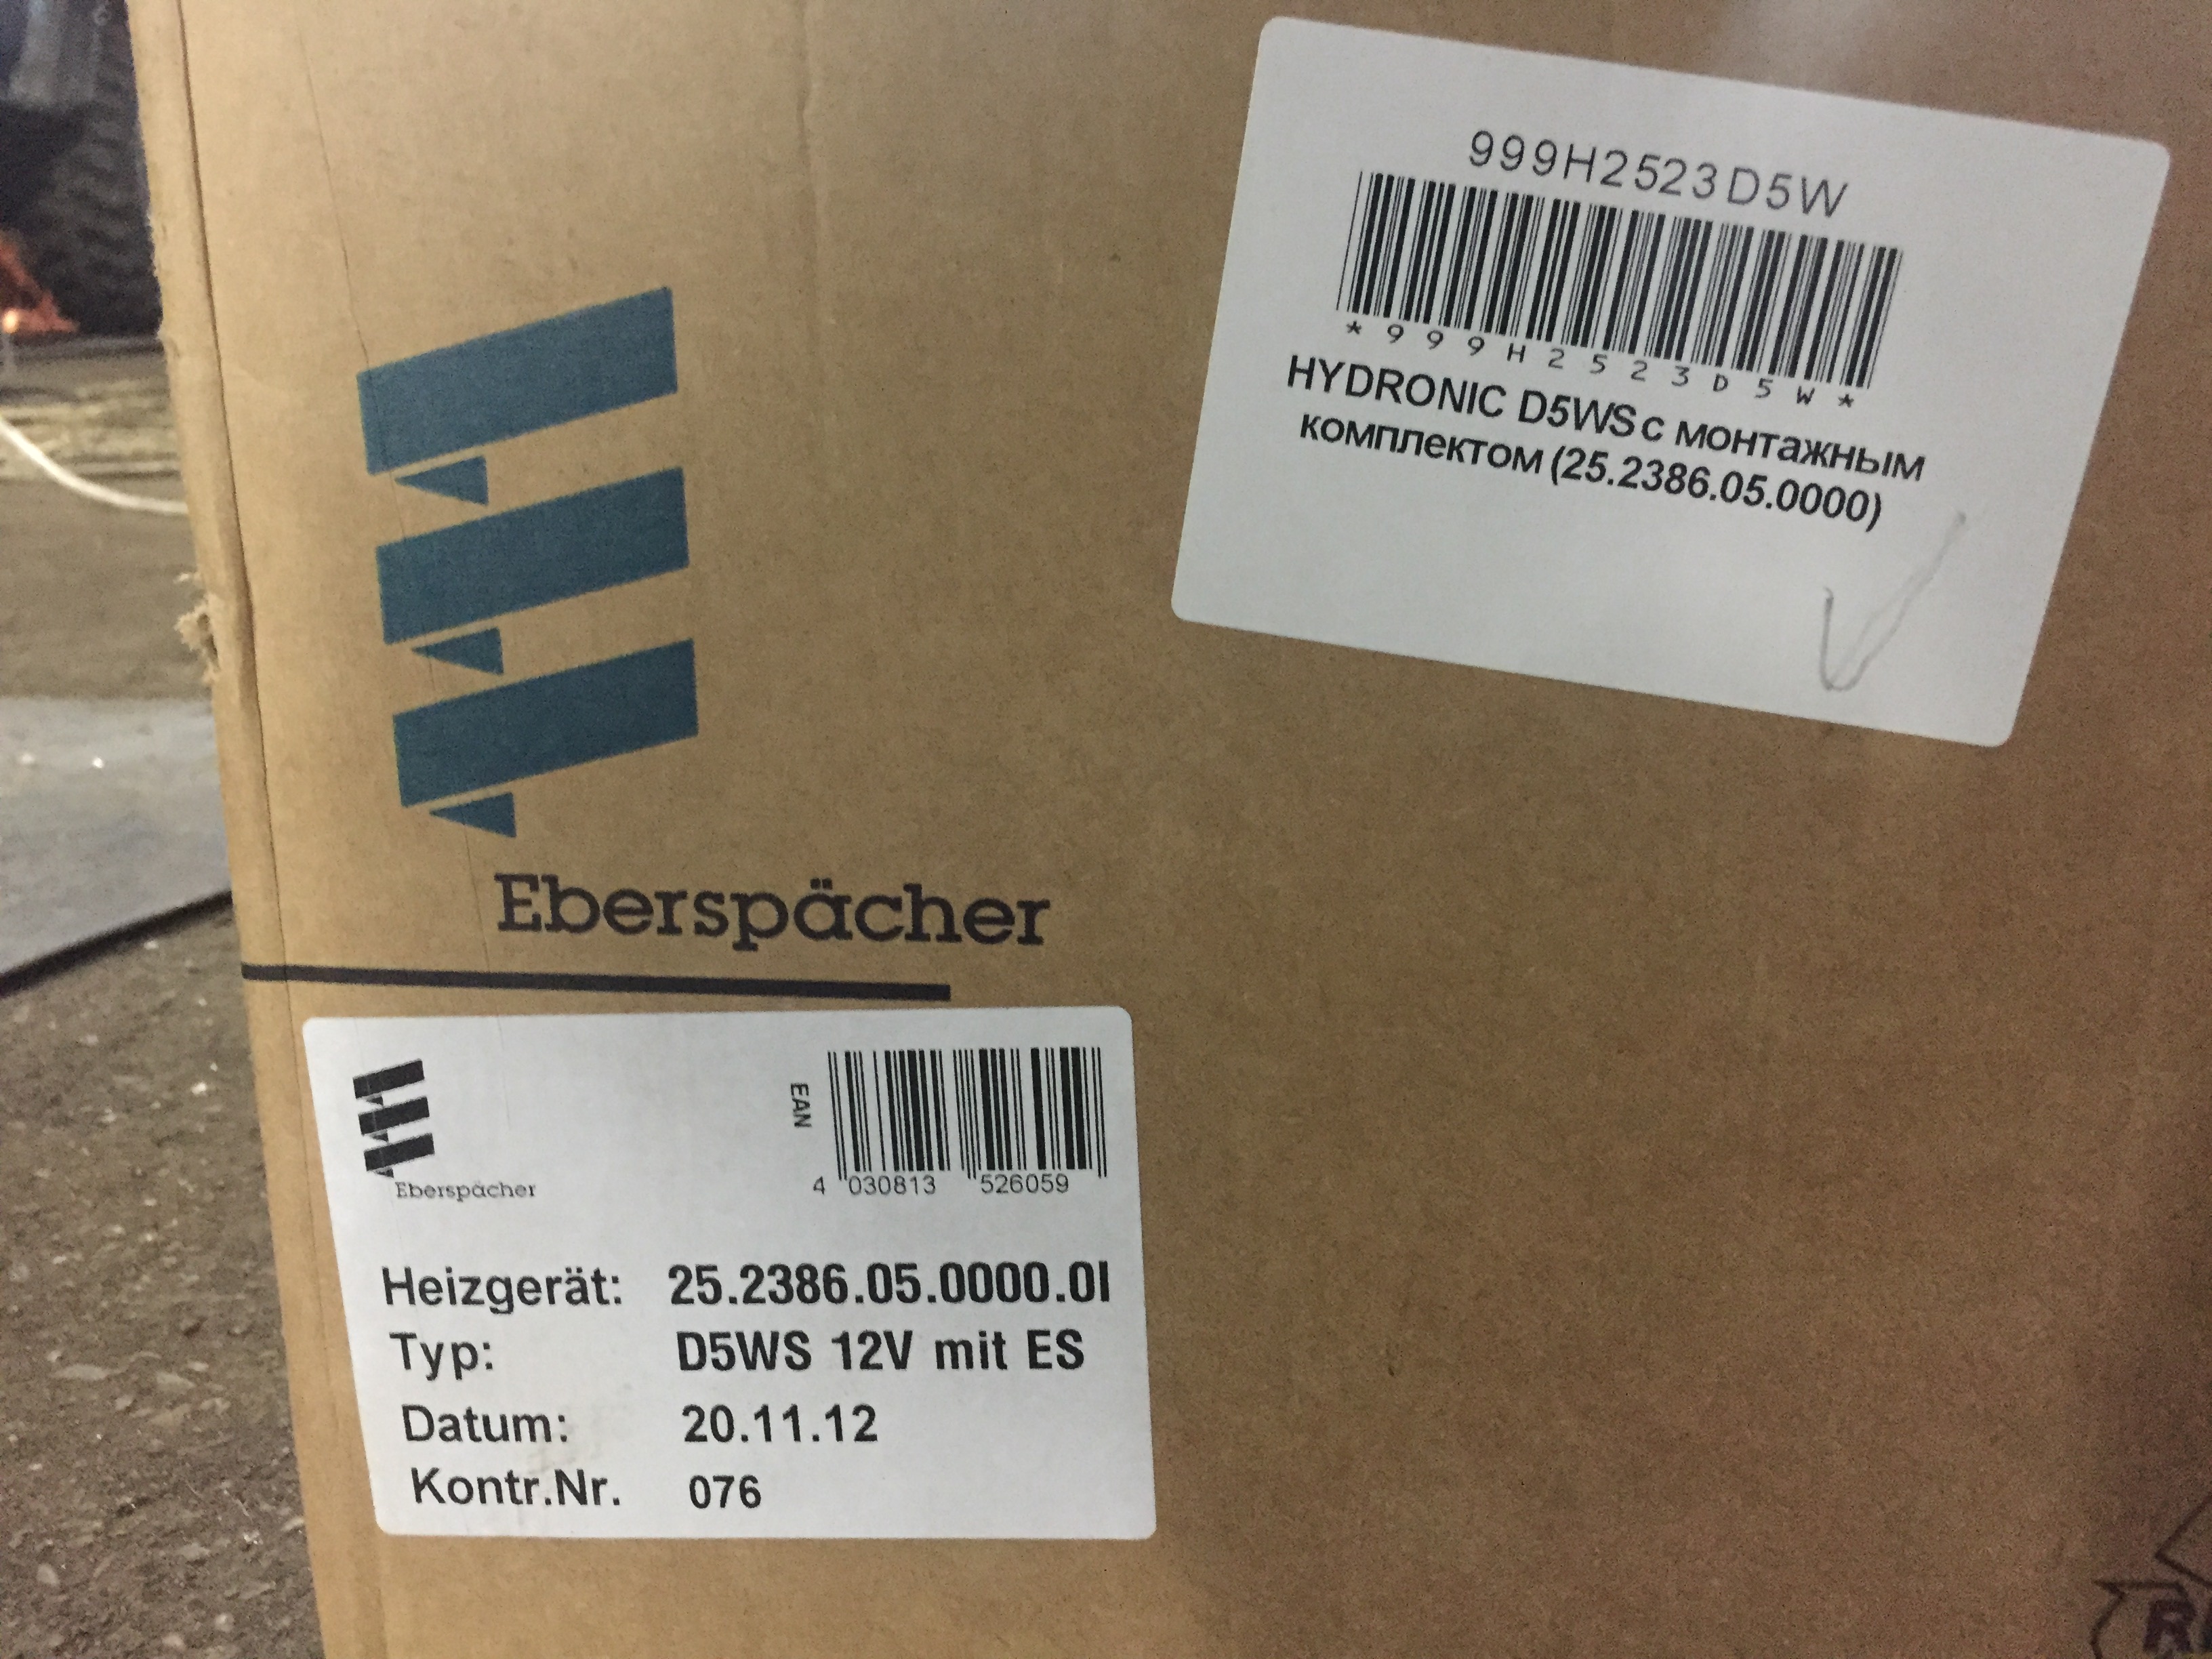 999H2523D5W
*999H2523D5W*
HYDRONIC D5WS с монтажным
комплектом (25.2386.05.0000)
Eberspächer
Eberspächer
EAN
4 030813 526059
Heizgerät: 25.2386.05.0000.0I
Typ: D5WS 12V mit ES
Datum: 20.11.12
Kontr.Nr. 076